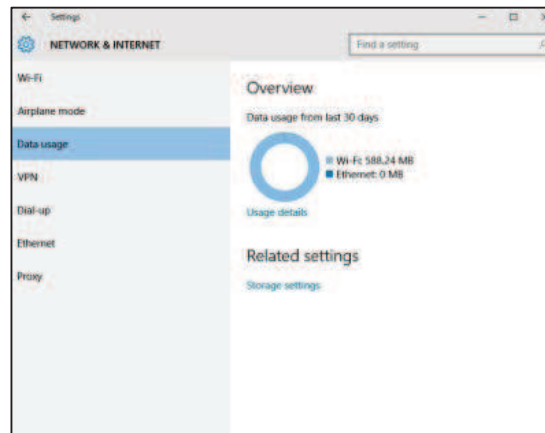 Settings
NETWORK & INTERNET
Find a setting
Wi-Fi
Airplane mode
Data usage
VPN
Dial-up
Ethernet
Proxy
Overview
Data usage from last 30 days
Wi-Fi: 588.24 MB
Ethernet: 0 MB
Usage details
Related settings
Storage settings